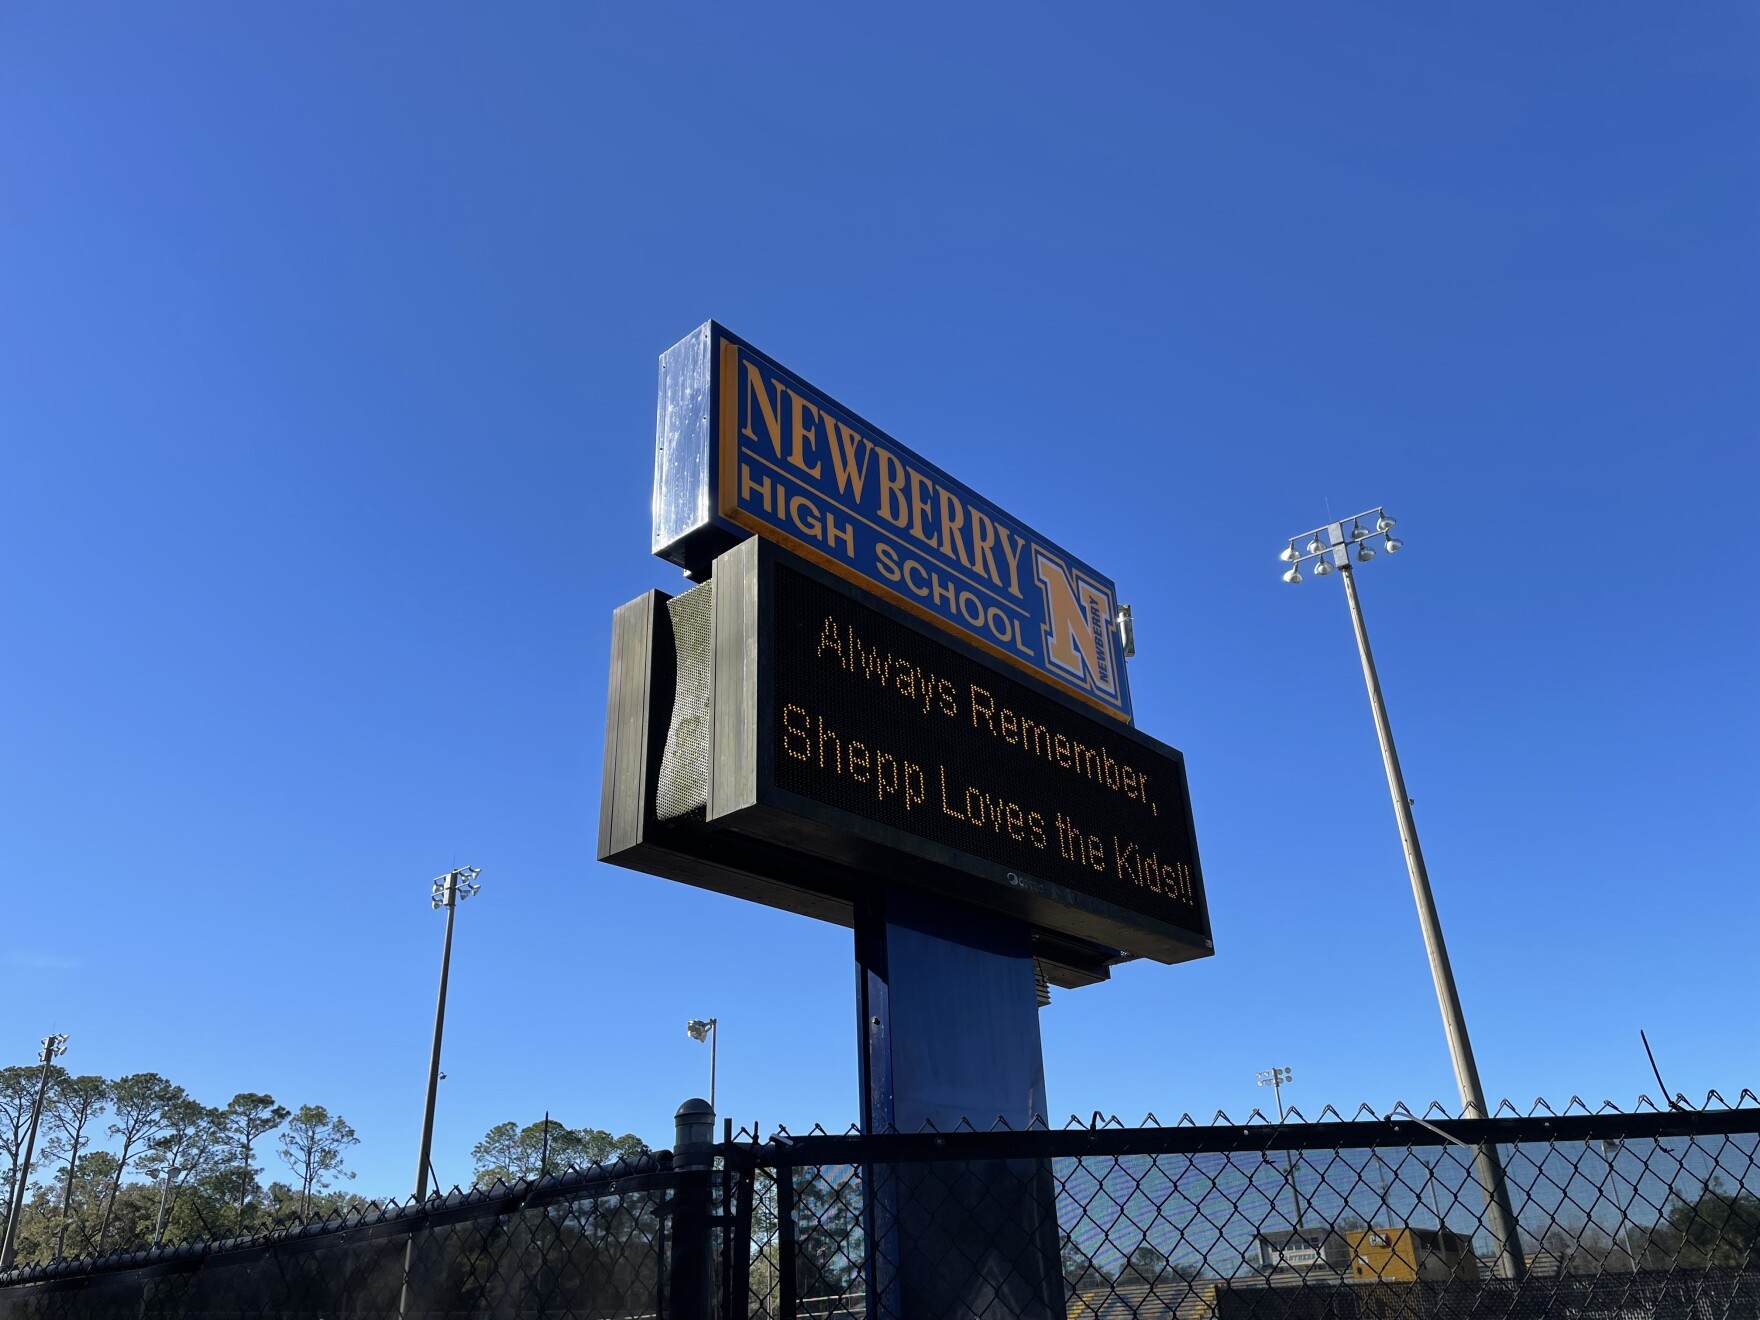 NEWBERRY
HIGH SCHOOL
N
NEWBERRY
Always Remember,
Shepp Loves the Kids!!